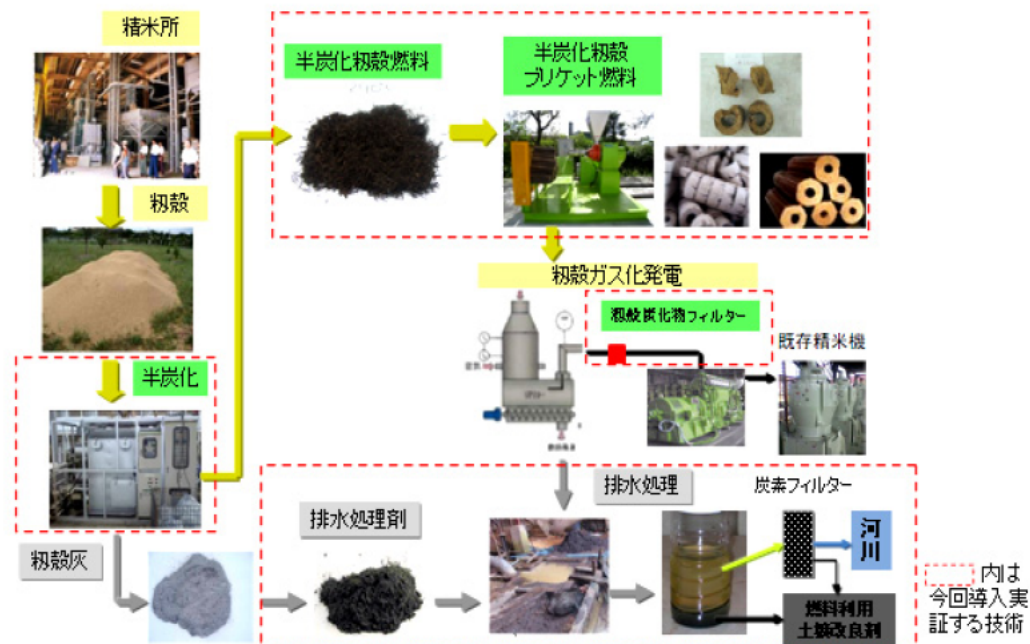 精米所
籾殻
半炭化
籾殻灰
半炭化籾殻燃料
半炭化籾殻
ブリケット燃料
籾殻ガス化発電
籾殻炭化物フィルター
既存精米機
排水処理剤
排水処理
炭素フィルター
河
川
燃料利用
土壌改良剤
内は
今回導入実
証する技術